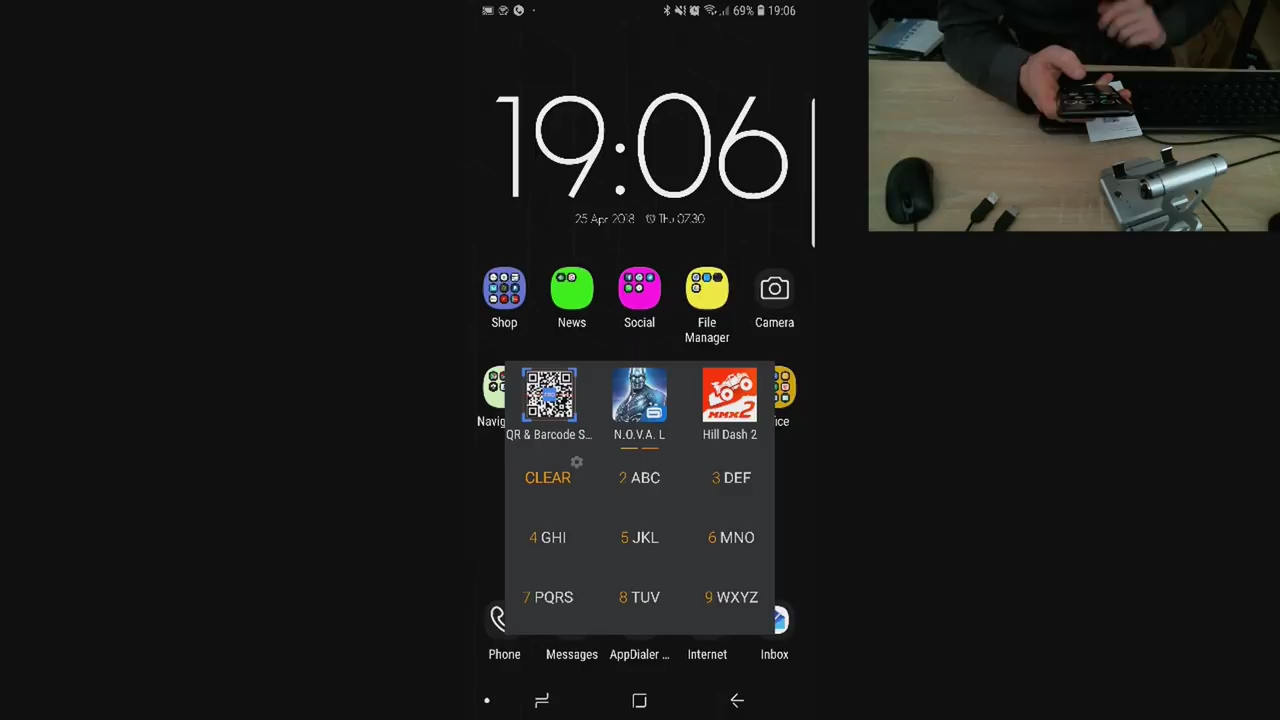 69% 19:06
19:06
25 Apr 2018 Thu 07:30
Shop
News
Social
File
Manager
Camera
Navig
ice
QR & Barcode S...
N.O.V.A. L
MMX2
Hill Dash 2
CLEAR
2 ABC
3 DEF
4 GHI
5 JKL
6 MNO
7 PQRS
8 TUV
9 WXYZ
Phone
Messages
AppDialer ...
Internet
Inbox